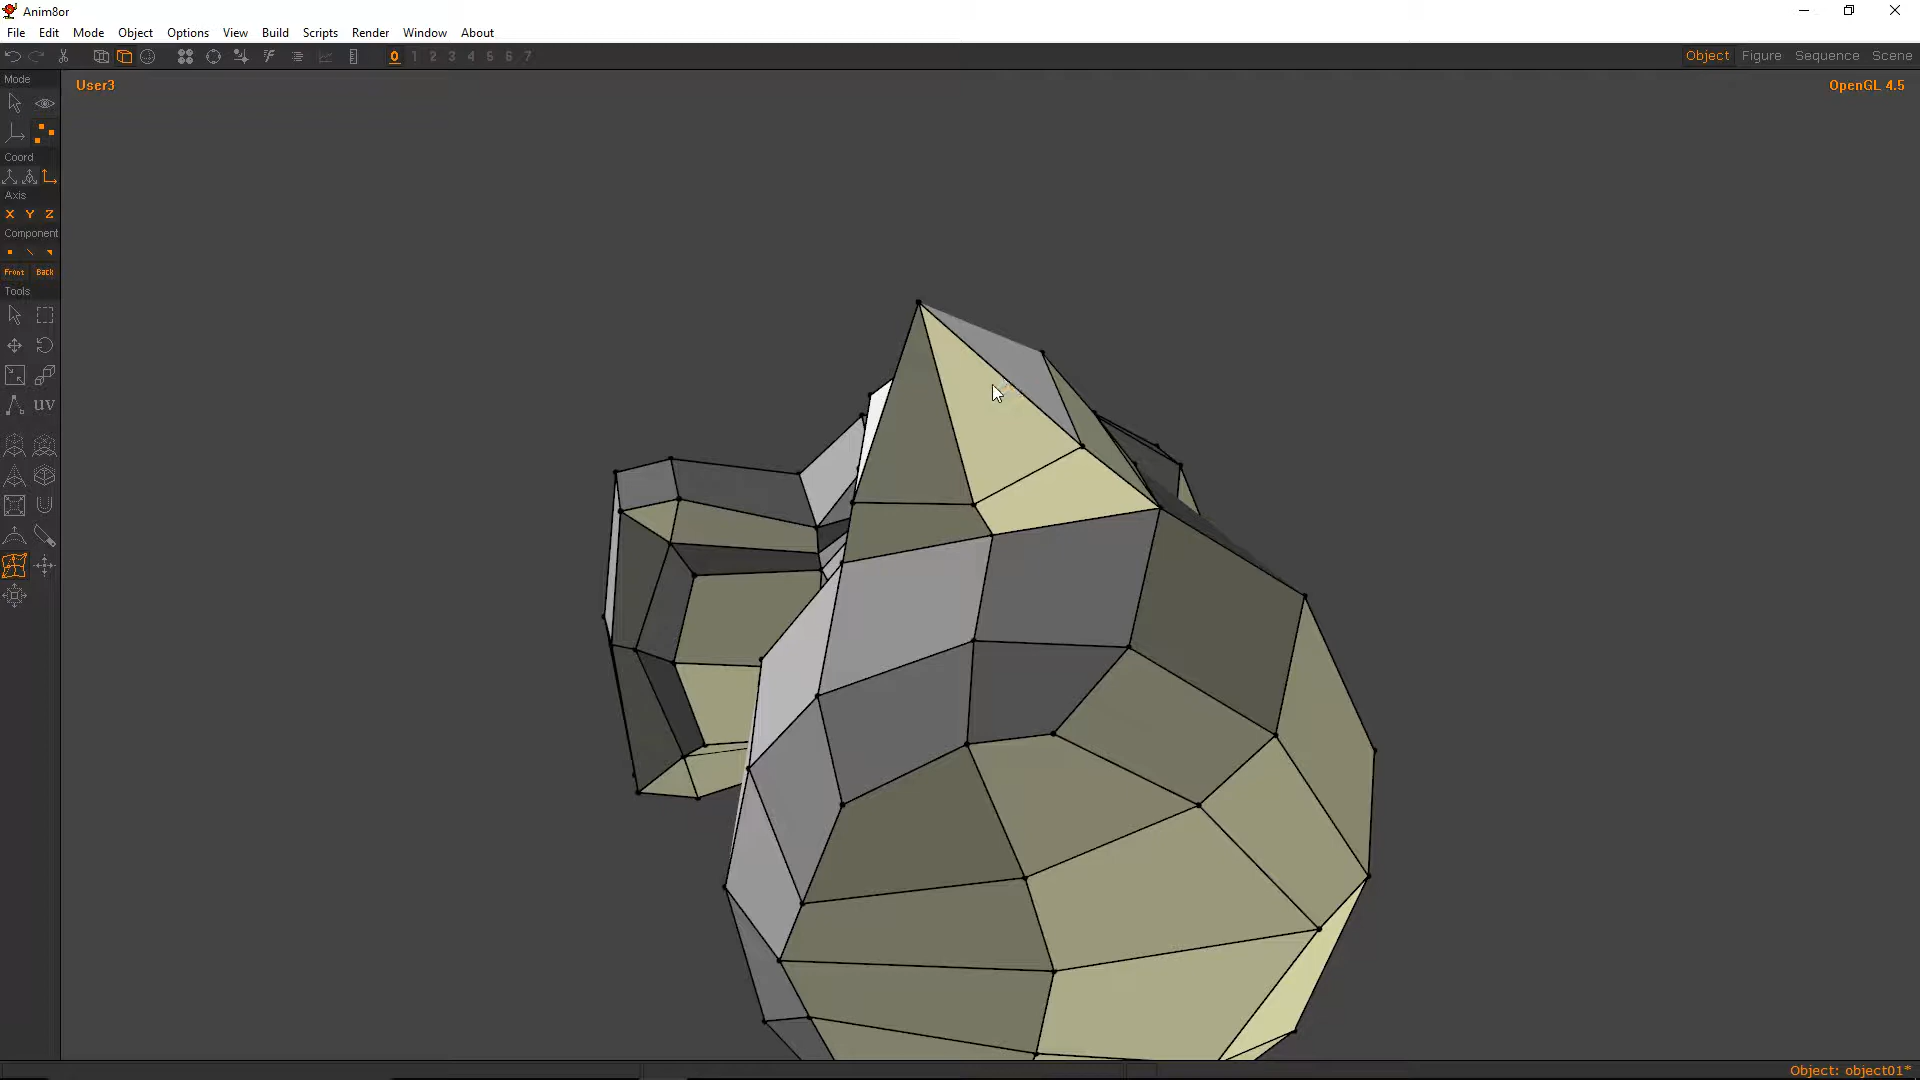 Anim8or
File Edit Mode Object Options View Build Scripts Render Window About
0 1 2 3 4 5 6 7
Object Figure Sequence Scene
Mode
User3
OpenGL 4.5
Coord
Axis
X Y Z
Component
Front Back
Tools
UV
Object: object01*